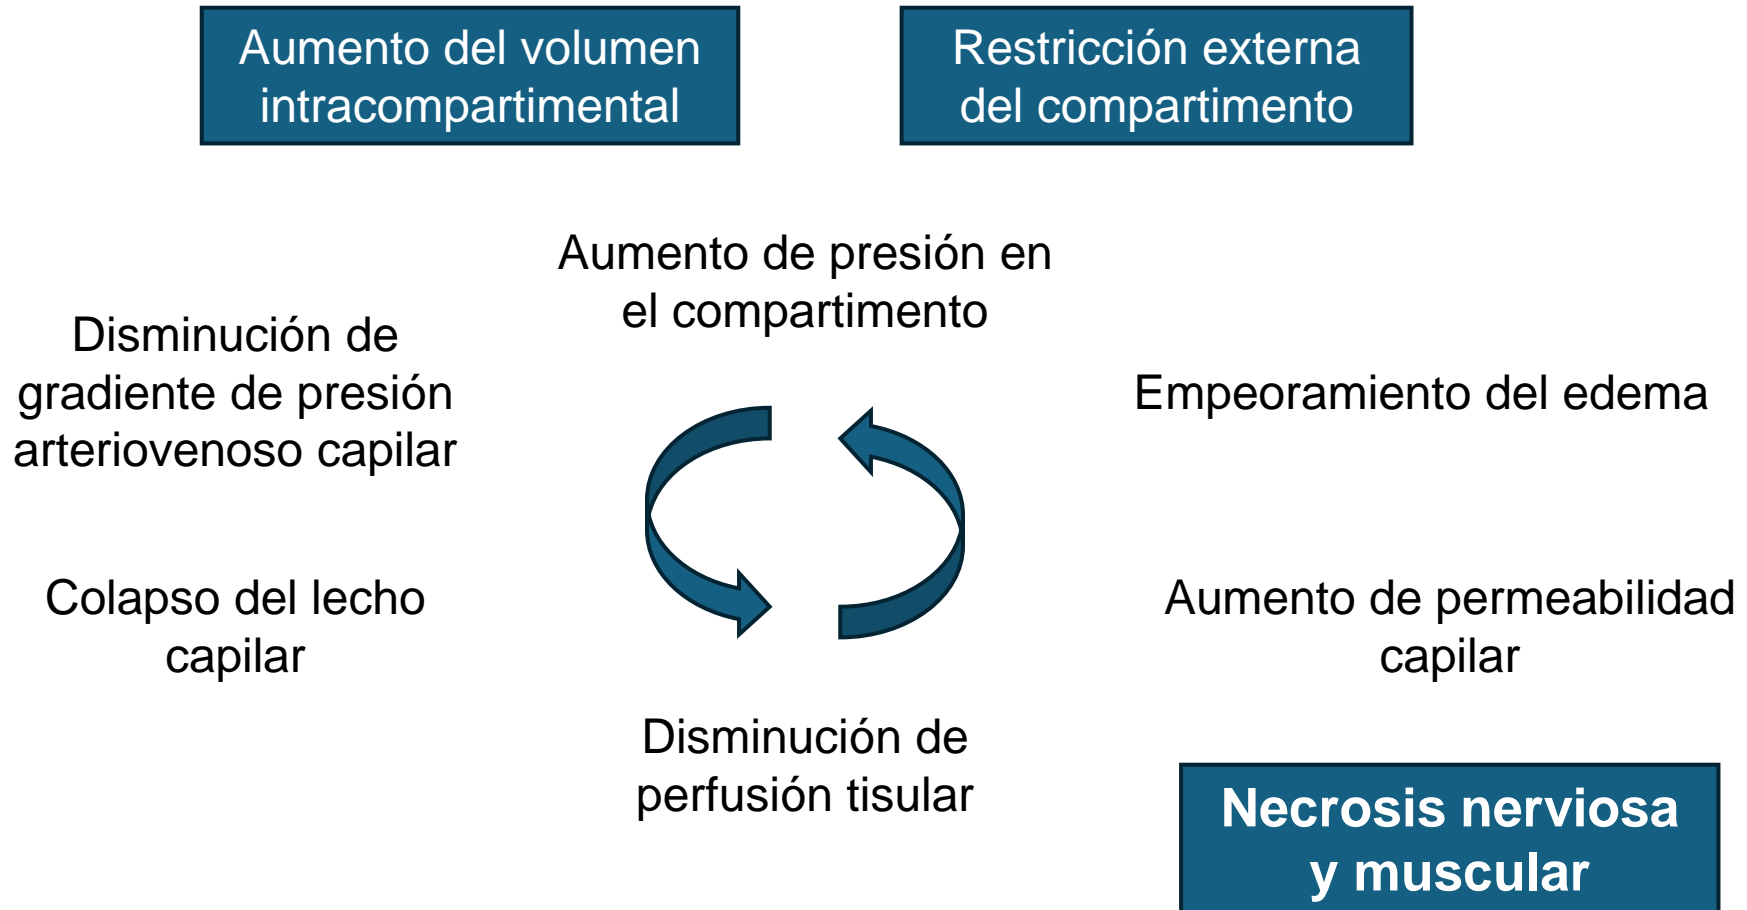 Aumento del volumen
intracompartimental
Restricción externa
del compartimento
Aumento de presión en
el compartimento
Disminución de
gradiente de presión
arteriovenoso capilar
Empeoramiento del edema
Colapso del lecho
capilar
Aumento de permeabilidad
capilar
Disminución de
perfusión tisular
Necrosis nerviosa
y muscular